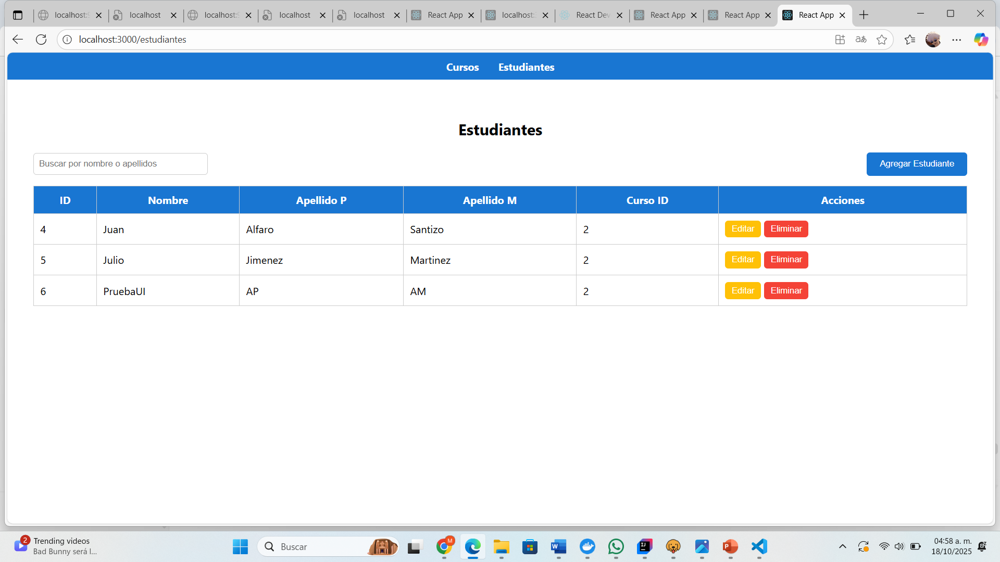 localhost:9 localhost localhost:9 localhost localhost React App localhost:3 React Dev React App React App React App
localhost:3000/estudiantes
Cursos Estudiantes
Estudiantes
Buscar por nombre o apellidos Agregar Estudiante
ID Nombre Apellido P Apellido M Curso ID Acciones
4 Juan Alfaro Santizo 2 Editar Eliminar
5 Julio Jimenez Martinez 2 Editar Eliminar
6 PruebaUI AP AM 2 Editar Eliminar
2 Trending videos
Bad Bunny será l...
Buscar
M
04:58 a. m.
18/10/2025